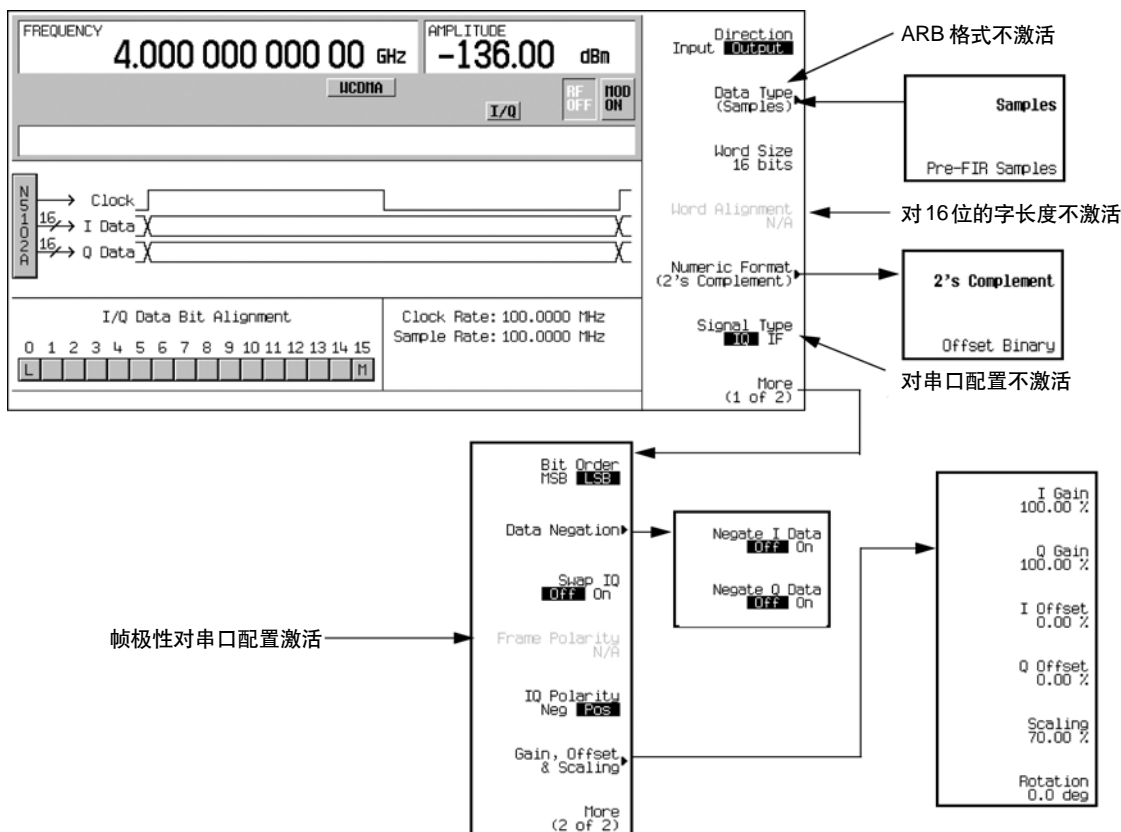 FREQUENCY
4.000 000 000 00 GHz
AMPLITUDE
-136.00 dBm
WCDMA
I/Q
RF OFF
MOD ON
N5102A
Clock
16 I Data
16 Q Data
I/Q Data Bit Alignment
0 1 2 3 4 5 6 7 8 9 10 11 12 13 14 15
L M
Clock Rate: 100.0000 MHz
Sample Rate: 100.0000 MHz
Direction
Input Output
Data Type
(Samples)
Word Size
16 bits
Word Alignment
N/A
Numeric Format
(2's Complement)
Signal Type
IQ IF
More
(1 of 2)
ARB 格式不激活
Samples
Pre-FIR Samples
对16位的字长度不激活
2's Complement
Offset Binary
对串口配置不激活
Bit Order
MSB LSB
Data Negation
Swap IQ
Off On
Frame Polarity
N/A
IQ Polarity
Neg Pos
Gain, Offset
& Scaling
More
(2 of 2)
帧极性对串口配置激活
Negate I Data
Off On
Negate Q Data
Off On
I Gain
100.00 %
Q Gain
100.00 %
I Offset
0.00 %
Q Offset
0.00 %
Scaling
70.00 %
Rotation
0.0 deg